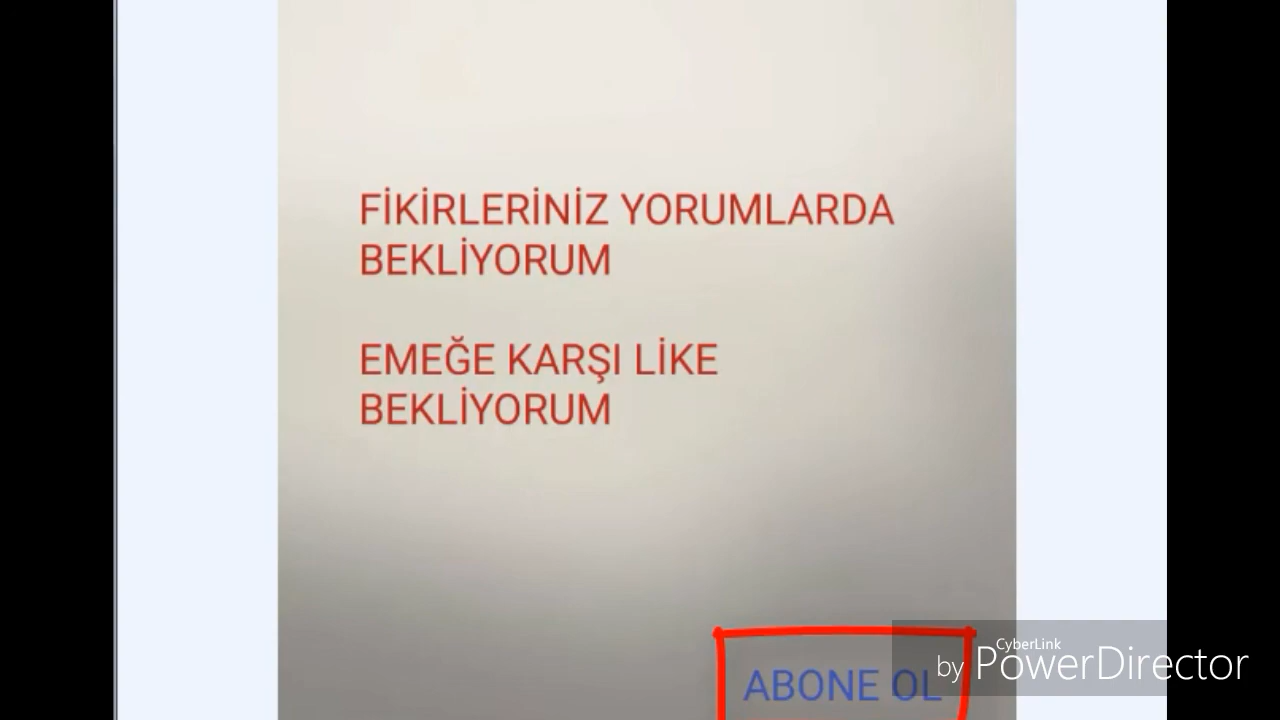 FİKİRLERİNİZ YORUMLARDA
BEKLİYORUM
EMEĞE KARŞI LİKE
BEKLİYORUM
ABONE OL
CyberLink
by PowerDirector